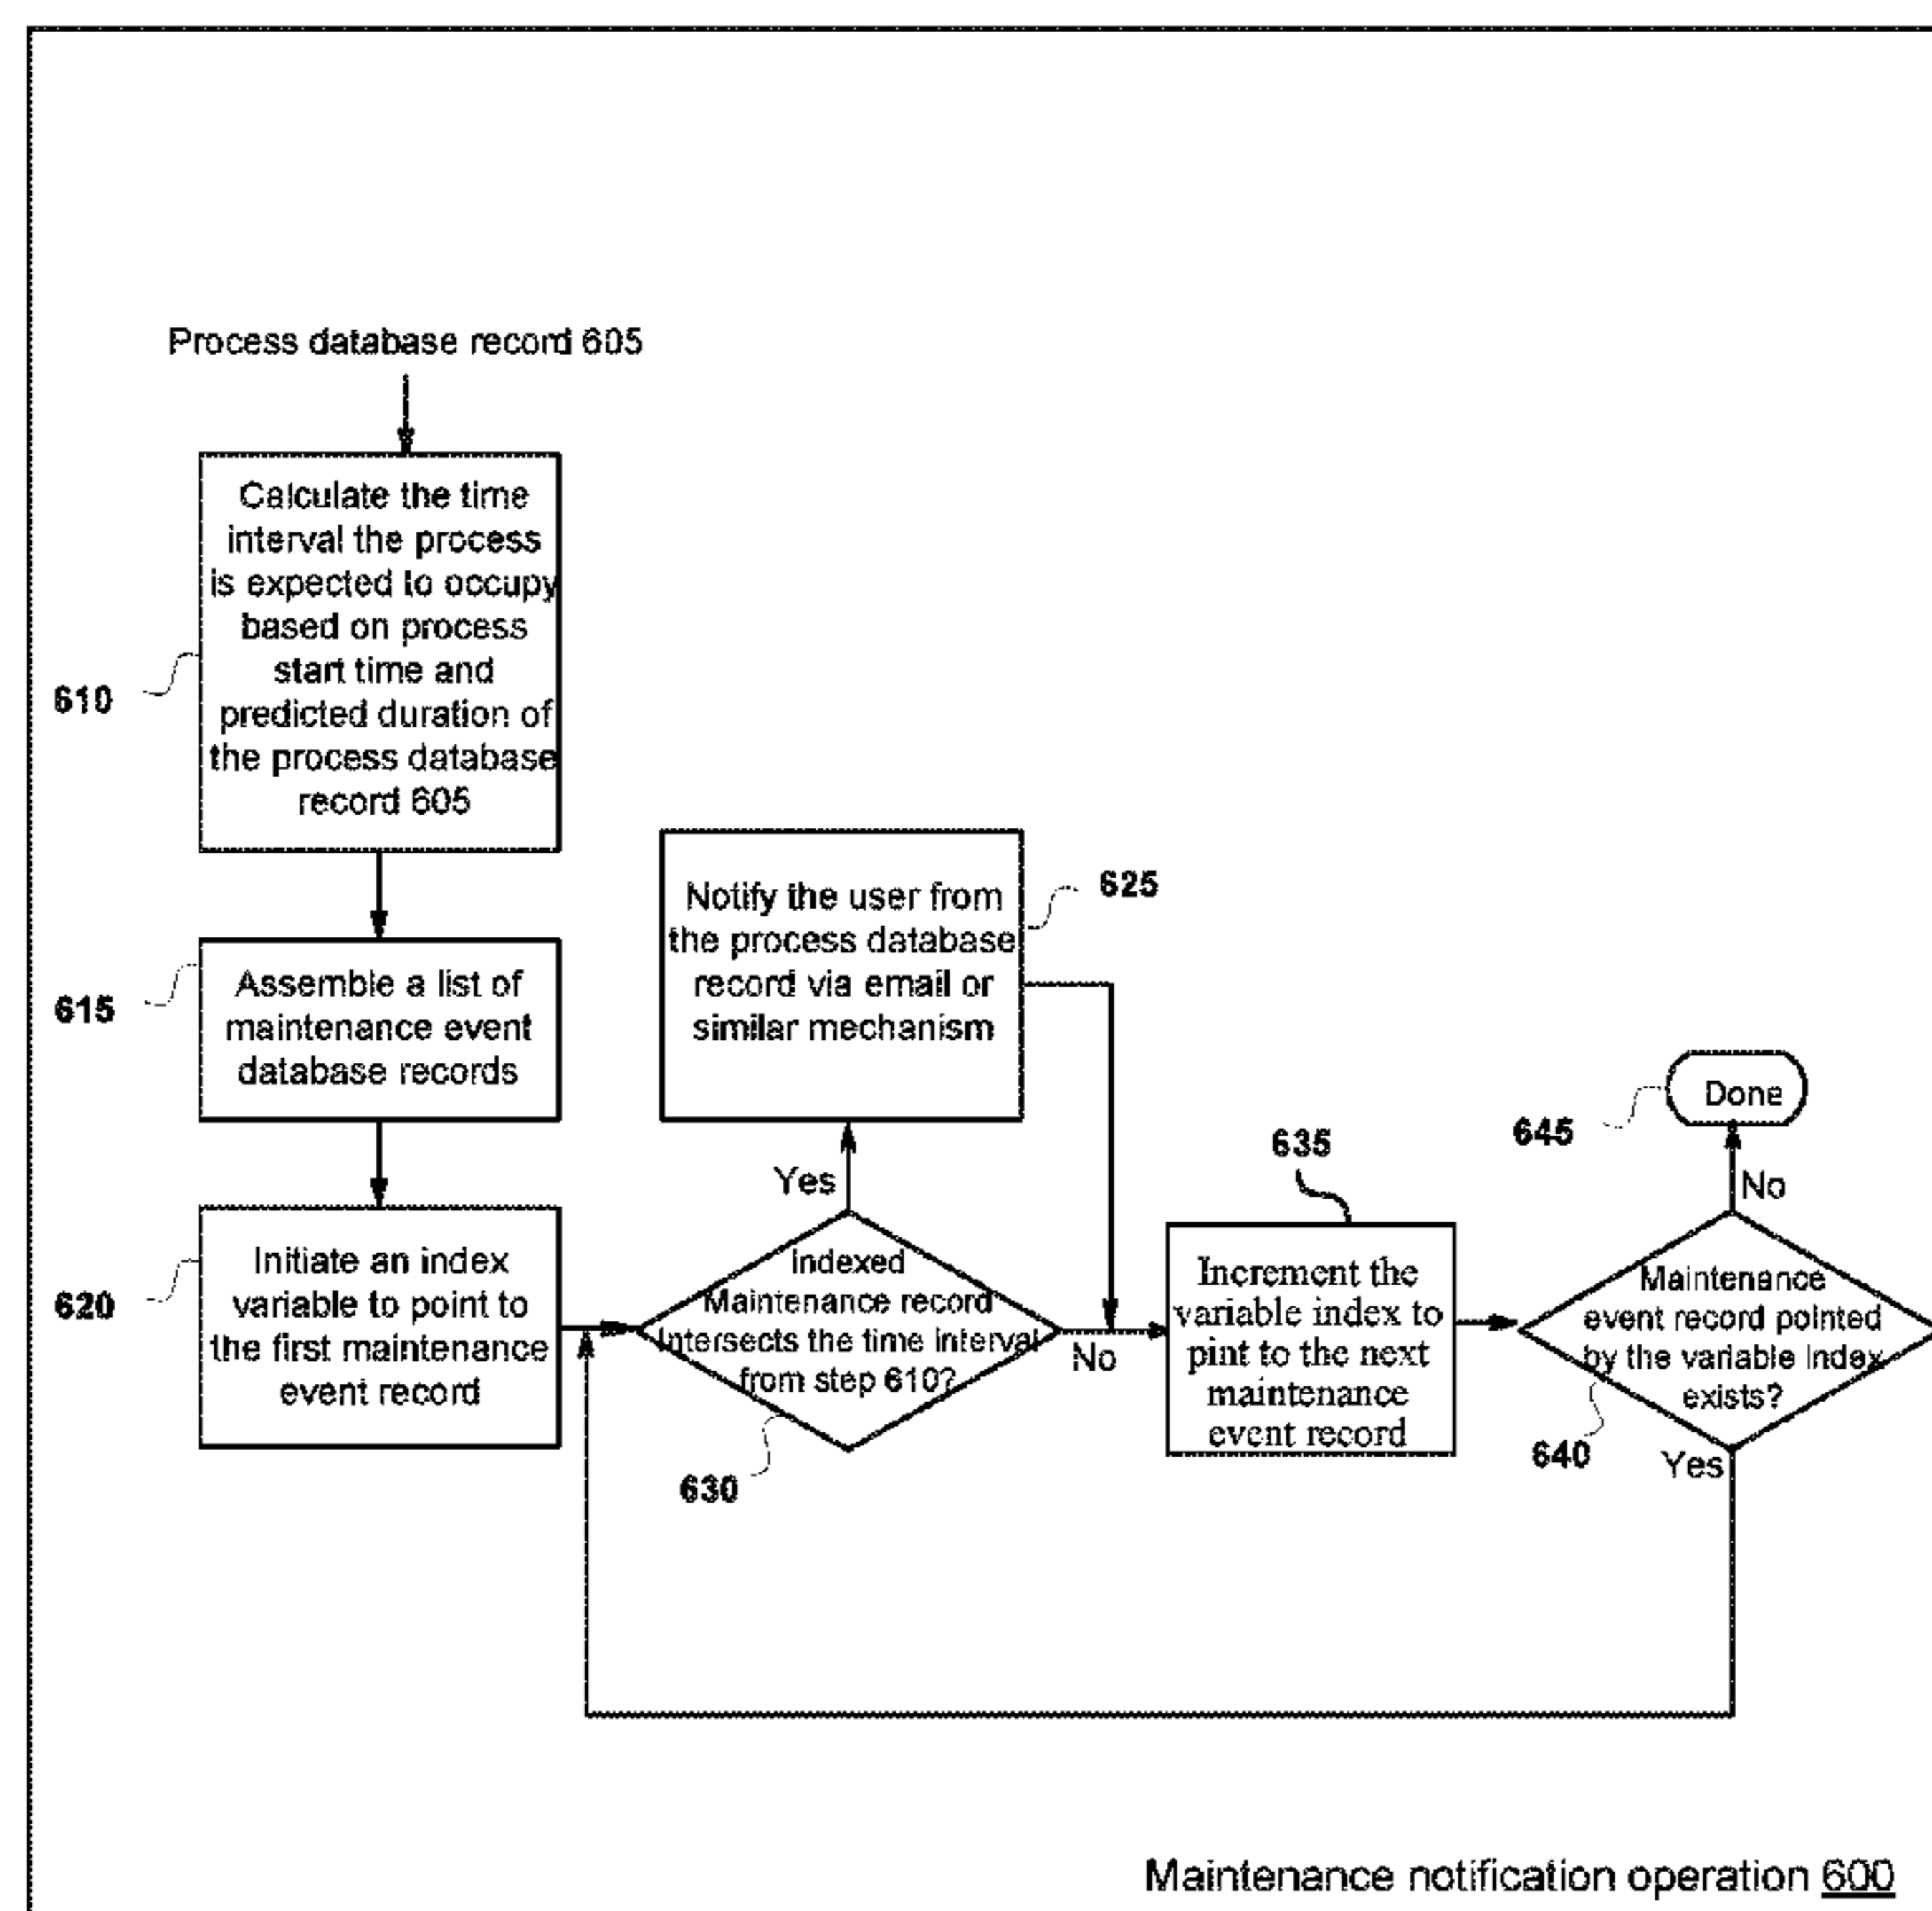 Process database record 605
Calculate the time
interval the process
is expected to occupy
based on process
start time and
predicted duration of
the process database
record 605
610
Assemble a list of
maintenance event
database records
615
Initiate an index
variable to point to
the first maintenance
event record
620
Notify the user from
the process database
record via email or
similar mechanism
625
Yes
Indexed
Maintenance record
Intersects the time interval
from step 610?
630
No
635
Increment the
variable index to
pint to the next
maintenance
event record
Maintenance
event record pointed
by the variable Index
exists?
640
Yes
No
Done
645
Maintenance notification operation 600